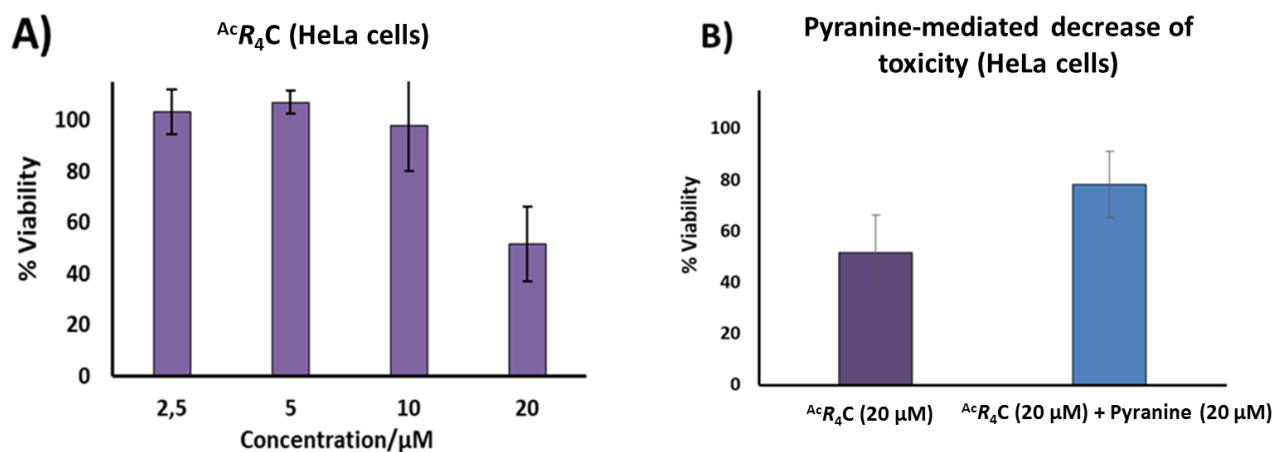 A)
ᴬᶜR₄C (HeLa cells)
% Viability
100
80
60
40
20
0
2,5 5 10 20
Concentration/µM
B)
Pyranine-mediated decrease of
toxicity (HeLa cells)
% Viability
100
80
60
40
20
0
ᴬᶜR₄C (20 µM)
ᴬᶜR₄C (20 µM) + Pyranine (20 µM)